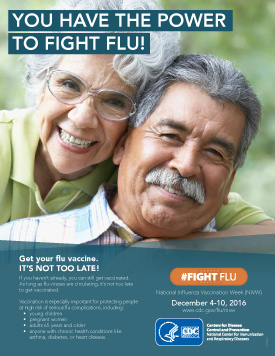 YOU HAVE THE POWER
TO FIGHT FLU!
Get your flu vaccine.
IT'S NOT TOO LATE!
If you haven't already, you can still get vaccinated.
As long as flu viruses are circulating, it's not too late
to get vaccinated.
Vaccination is especially important for protecting people
at high risk of serious flu complications, including:
• young children
• pregnant women
• adults 65 years and older
• anyone with chronic health conditions like
asthma, diabetes, or heart disease.
#FIGHT FLU
National Influenza Vaccination Week (NIVW)
December 4-10, 2016
www.cdc.gov/flu/nivw
CDC
Centers for Disease
Control and Prevention
National Center for Immunization
and Respiratory Diseases